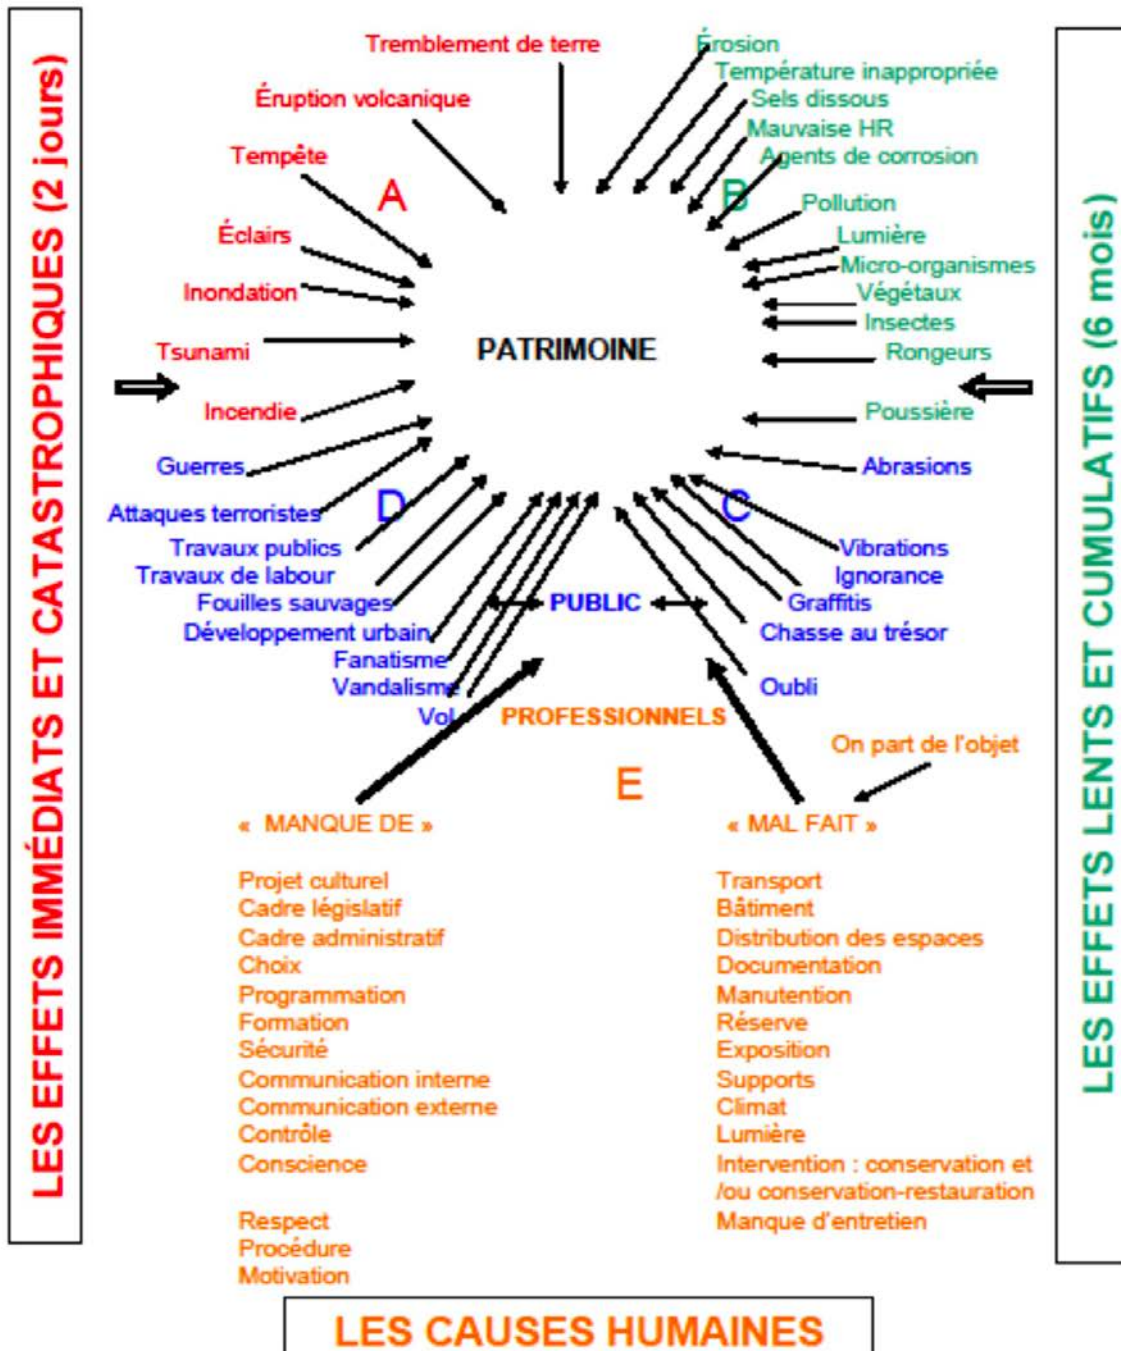 LES EFFETS IMMÉDIATS ET CATASTROPHIQUES (2 jours)
Tremblement de terre
Éruption volcanique
Tempête
A
Éclairs
Inondation
Tsunami
Incendie
Érosion
Température inappropriée
Sels dissous
Mauvaise HR
Agents de corrosion
B
Pollution
Lumière
Micro-organismes
Végétaux
Insectes
Rongeurs
Poussière
PATRIMOINE
Guerres
Attaques terroristes
D
Travaux publics
Travaux de labour
Fouilles sauvages
Développement urbain
Fanatisme
Vandalisme
Vol
Abrasions
C
Vibrations
Ignorance
Graffitis
Chasse au trésor
Oubli
PUBLIC
PROFESSIONNELS
E
On part de l'objet
« MANQUE DE »
Projet culturel
Cadre législatif
Cadre administratif
Choix
Programmation
Formation
Sécurité
Communication interne
Communication externe
Contrôle
Conscience
Respect
Procédure
Motivation
« MAL FAIT »
Transport
Bâtiment
Distribution des espaces
Documentation
Manutention
Réserve
Exposition
Supports
Climat
Lumière
Intervention : conservation et
/ou conservation-restauration
Manque d'entretien
LES EFFETS LENTS ET CUMULATIFS (6 mois)
LES CAUSES HUMAINES